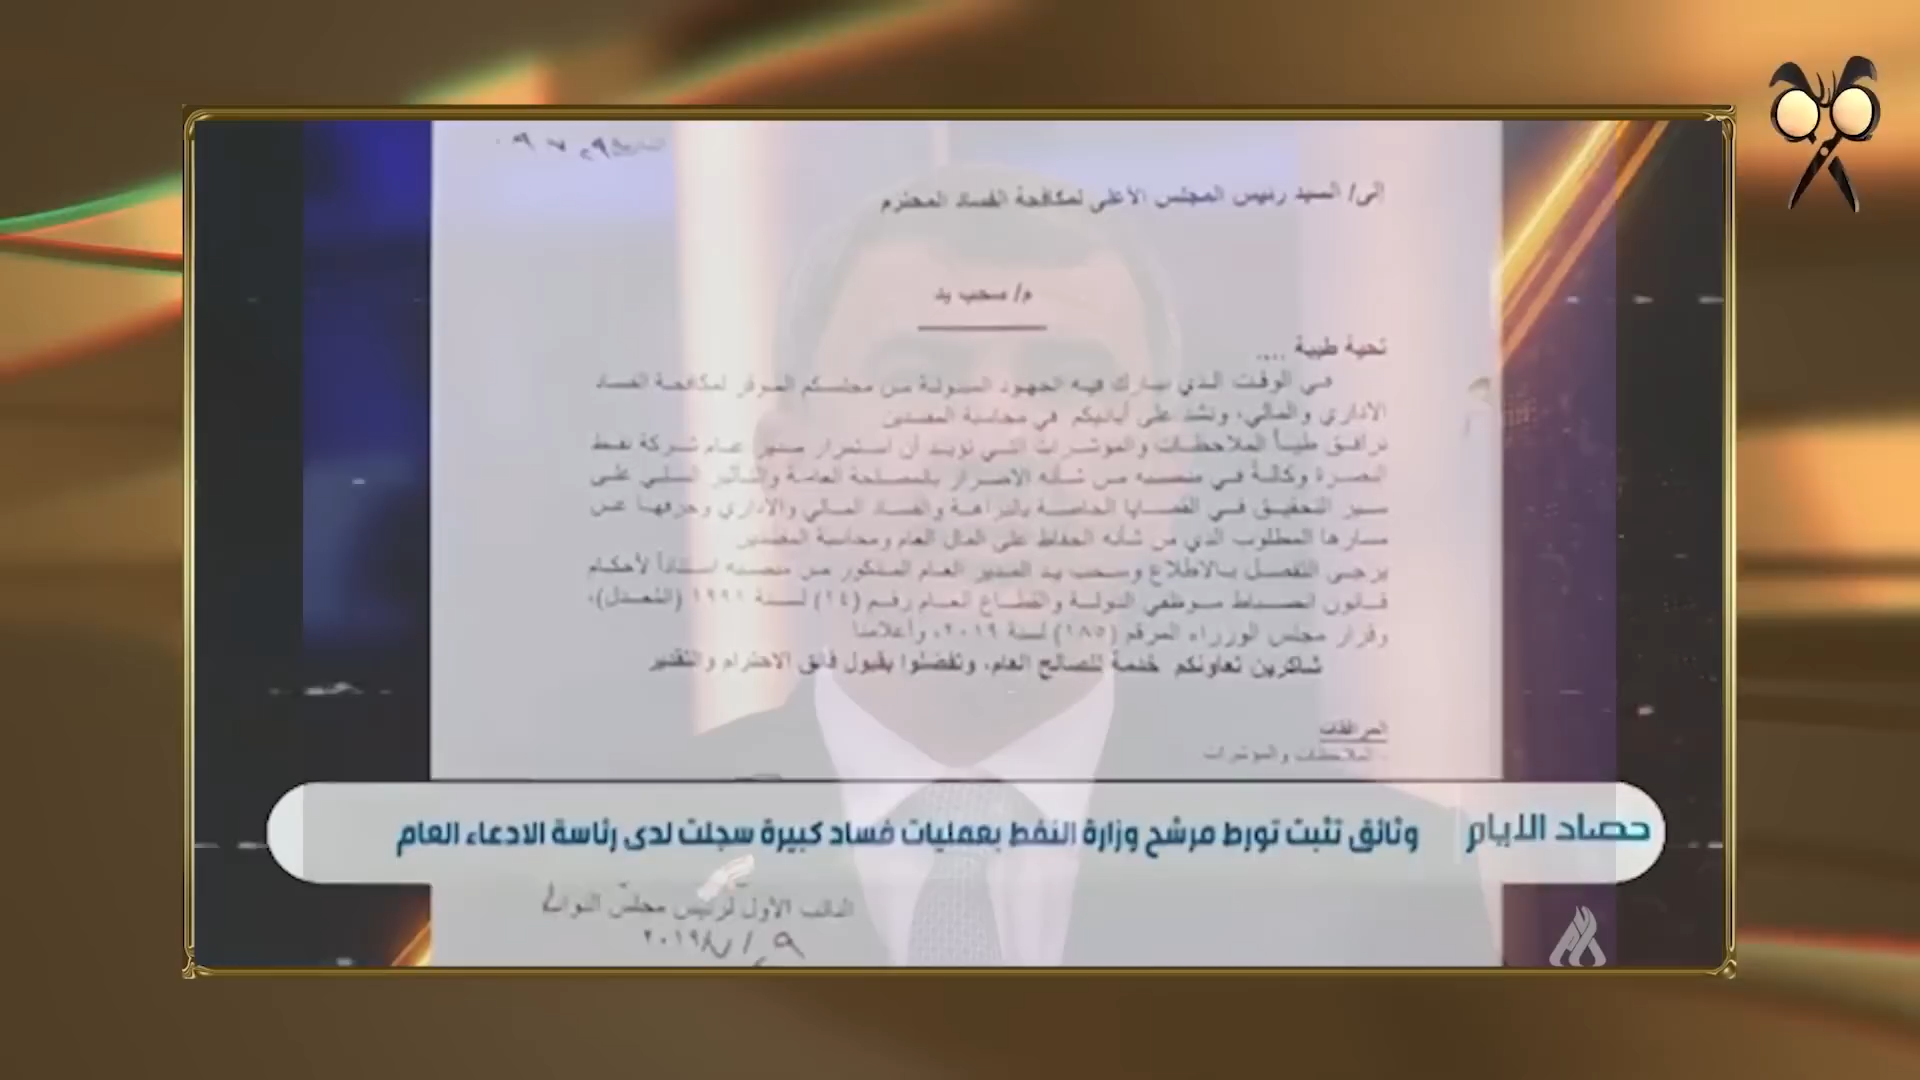 التاريخ
إلى/ السيد رئيس المجلس الأعلى لمكافحة الفساد المحترم
م/ سحب يد
تحية طيبة ....
في الوقت الذي نبارك فيه الجهود المبذولة من مجلسكم الموقر لمكافحة الفساد
الاداري والمالي، ونشد على أياديكم في محاسبة المفسدين
نرافق طياً الملاحظات والمؤشرات التي تؤيد أن استمرار مدير عام شركة نفط
البصرة وكالة في منصبه من شأنه الاضرار بالمصلحة العامة والتأثير السلبي على
سير التحقيق في القضايا الخاصة بالنزاهة والفساد المالي والاداري وحرفها عن
مسارها المطلوب الذي من شأنه الحفاظ على المال العام ومحاسبة المفسدين
يرجى التفضل بالاطلاع وسحب يد المدير العام المذكور من منصبه استناداً لأحكام
قانون انضباط موظفي الدولة والقطاع العام رقم (١٤) لسنة ١٩٩١ (المُعدل)،
وقرار مجلس الوزراء المرقم (١٨٥) لسنة ٢٠١٩، وأعلامنا
شاكرين تعاونكم خدمة للصالح العام، وتفضلوا بقبول فائق الاحترام والتقدير
المرافقات
- الملاحظات والمؤشرات
حصاد الايام
وثائق تثبت تورط مرشح وزارة النفط بعمليات فساد كبيرة سجلت لدى رئاسة الادعاء العام
النائب الأول لرئيس مجلس النواب